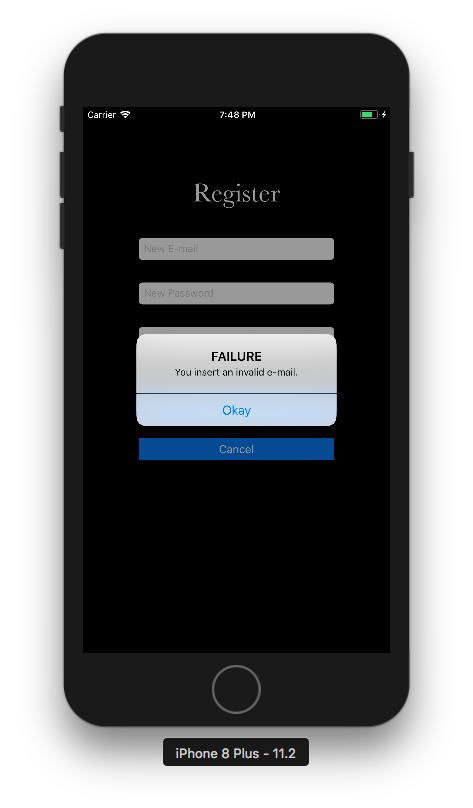 Carrier
7:48 PM
Register
New E-mail
New Password
FAILURE
You insert an invalid e-mail.
Okay
Cancel
iPhone 8 Plus - 11.2